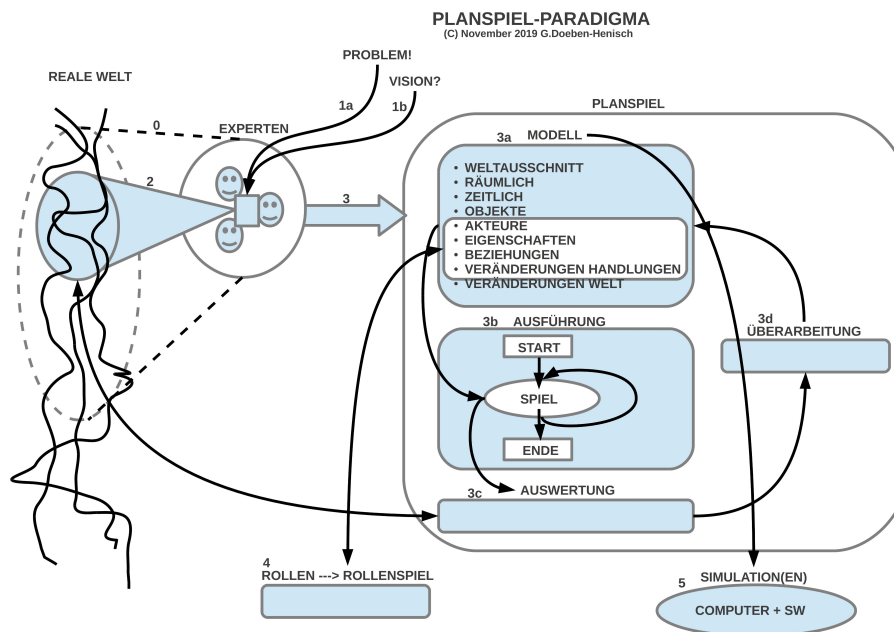 PLANSPIEL-PARADIGMA
(C) November 2019 G.Doeben-Henisch
PROBLEM!
REALE WELT
VISION?
1a
1b
PLANSPIEL
0
EXPERTEN
3a MODELL
2
3
• WELTAUSSCHNITT
• RÄUMLICH
• ZEITLICH
• OBJEKTE
• AKTEURE
• EIGENSCHAFTEN
• BEZIEHUNGEN
• VERÄNDERUNGEN HANDLUNGEN
• VERÄNDERUNGEN WELT
3b AUSFÜHRUNG
START
SPIEL
ENDE
3d
ÜBERARBEITUNG
3c AUSWERTUNG
4
ROLLEN ---> ROLLENSPIEL
5 SIMULATION(EN)
COMPUTER + SW